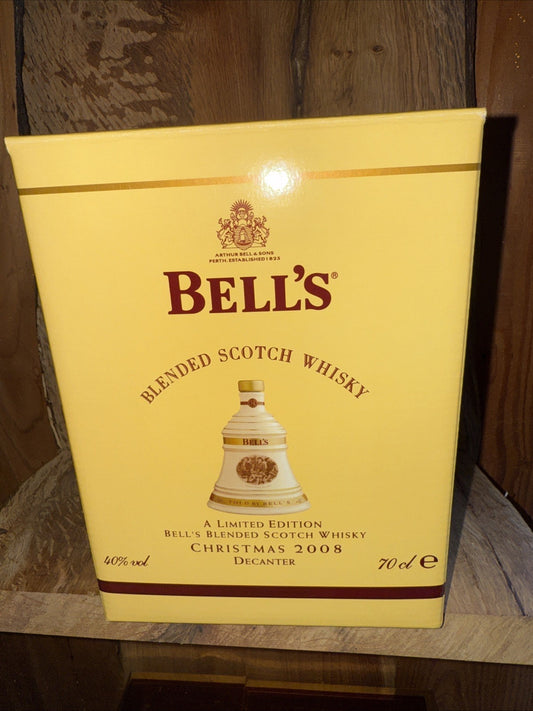 ARTHUR BELL & SONS
PERTH. ESTABLISHED 1825
BELL'S®
BLENDED SCOTCH WHISKY
BELL'S
A LIMITED EDITION
BELL'S BLENDED SCOTCH WHISKY
CHRISTMAS 2008
DECANTER
40% vol
70 cl e